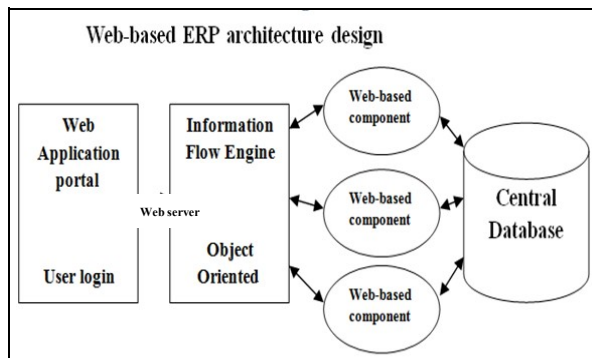 Web-based ERP architecture design
Web
Application
portal
User login
Web server
Information
Flow Engine
Object
Oriented
Web-based
component
Web-based
component
Web-based
component
Central
Database